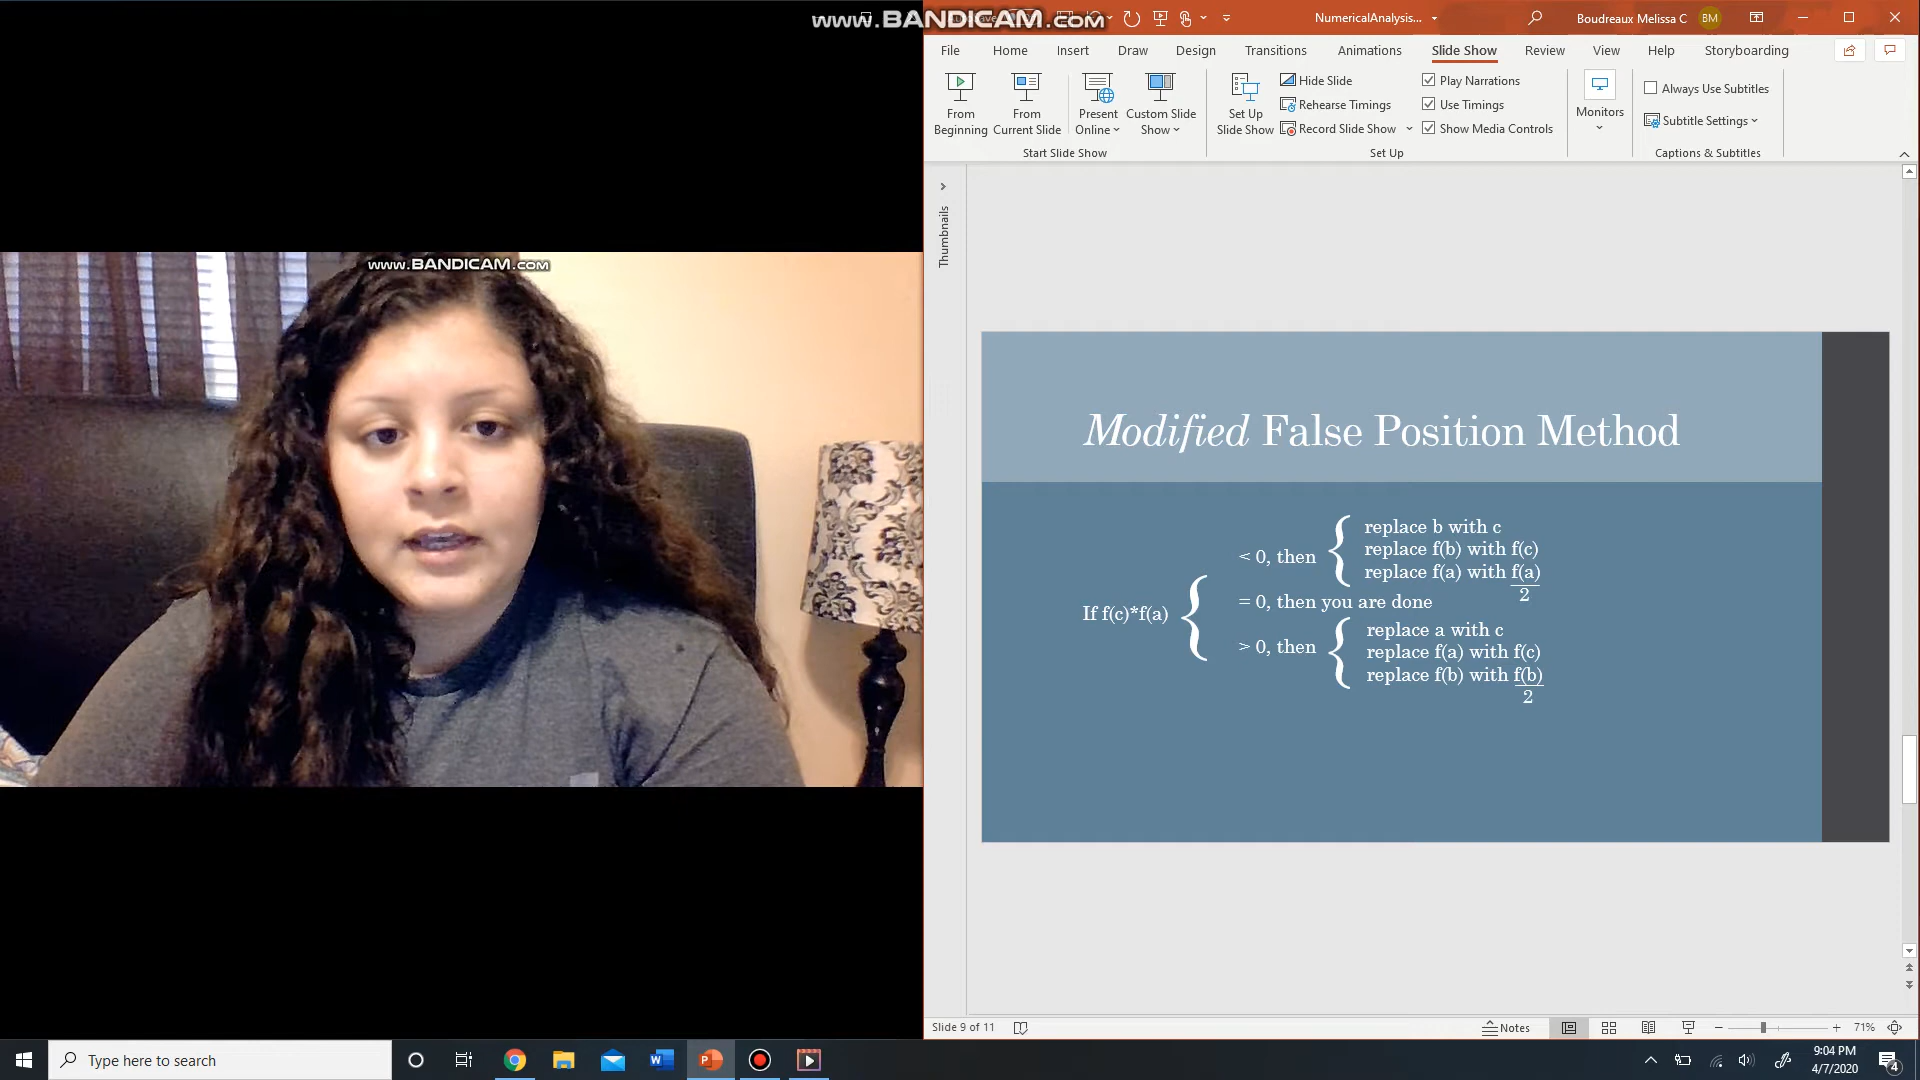 www.BANDICAM.com
NumericalAnalysis...
Boudreaux Melissa C
BM
File Home Insert Draw Design Transitions Animations Slide Show Review View Help Storyboarding
From Beginning
From Current Slide
Present Online
Custom Slide Show
Start Slide Show
Set Up Slide Show
Hide Slide
Rehearse Timings
Record Slide Show
Play Narrations
Use Timings
Show Media Controls
Set Up
Monitors
Always Use Subtitles
Subtitle Settings
Captions & Subtitles
Thumbnails
www.BANDICAM.com
Modified False Position Method
If f(c)*f(a)
< 0, then
replace b with c
replace f(b) with f(c)
replace f(a) with f(a)
2
= 0, then you are done
> 0, then
replace a with c
replace f(a) with f(c)
replace f(b) with f(b)
2
Slide 9 of 11
Notes
71%
Type here to search
9:04 PM
4/7/2020
4